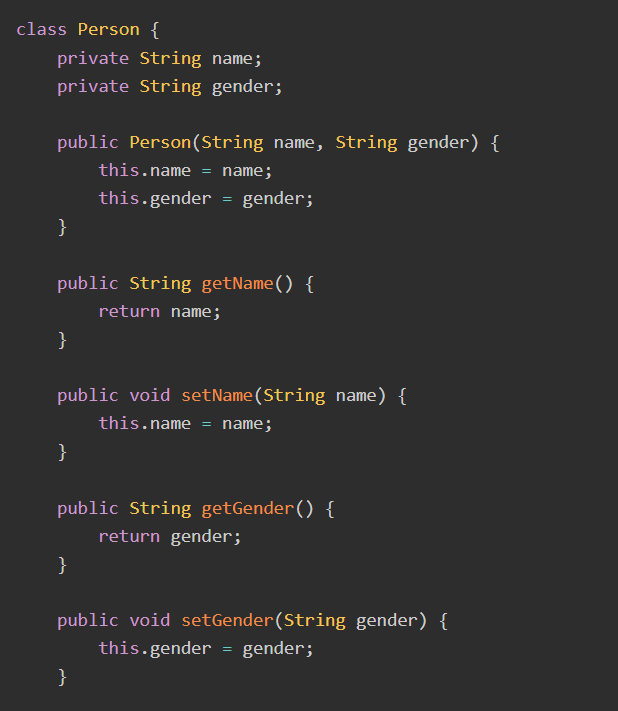 class Person {
    private String name;
    private String gender;

    public Person(String name, String gender) {
        this.name = name;
        this.gender = gender;
    }

    public String getName() {
        return name;
    }

    public void setName(String name) {
        this.name = name;
    }

    public String getGender() {
        return gender;
    }

    public void setGender(String gender) {
        this.gender = gender;
    }